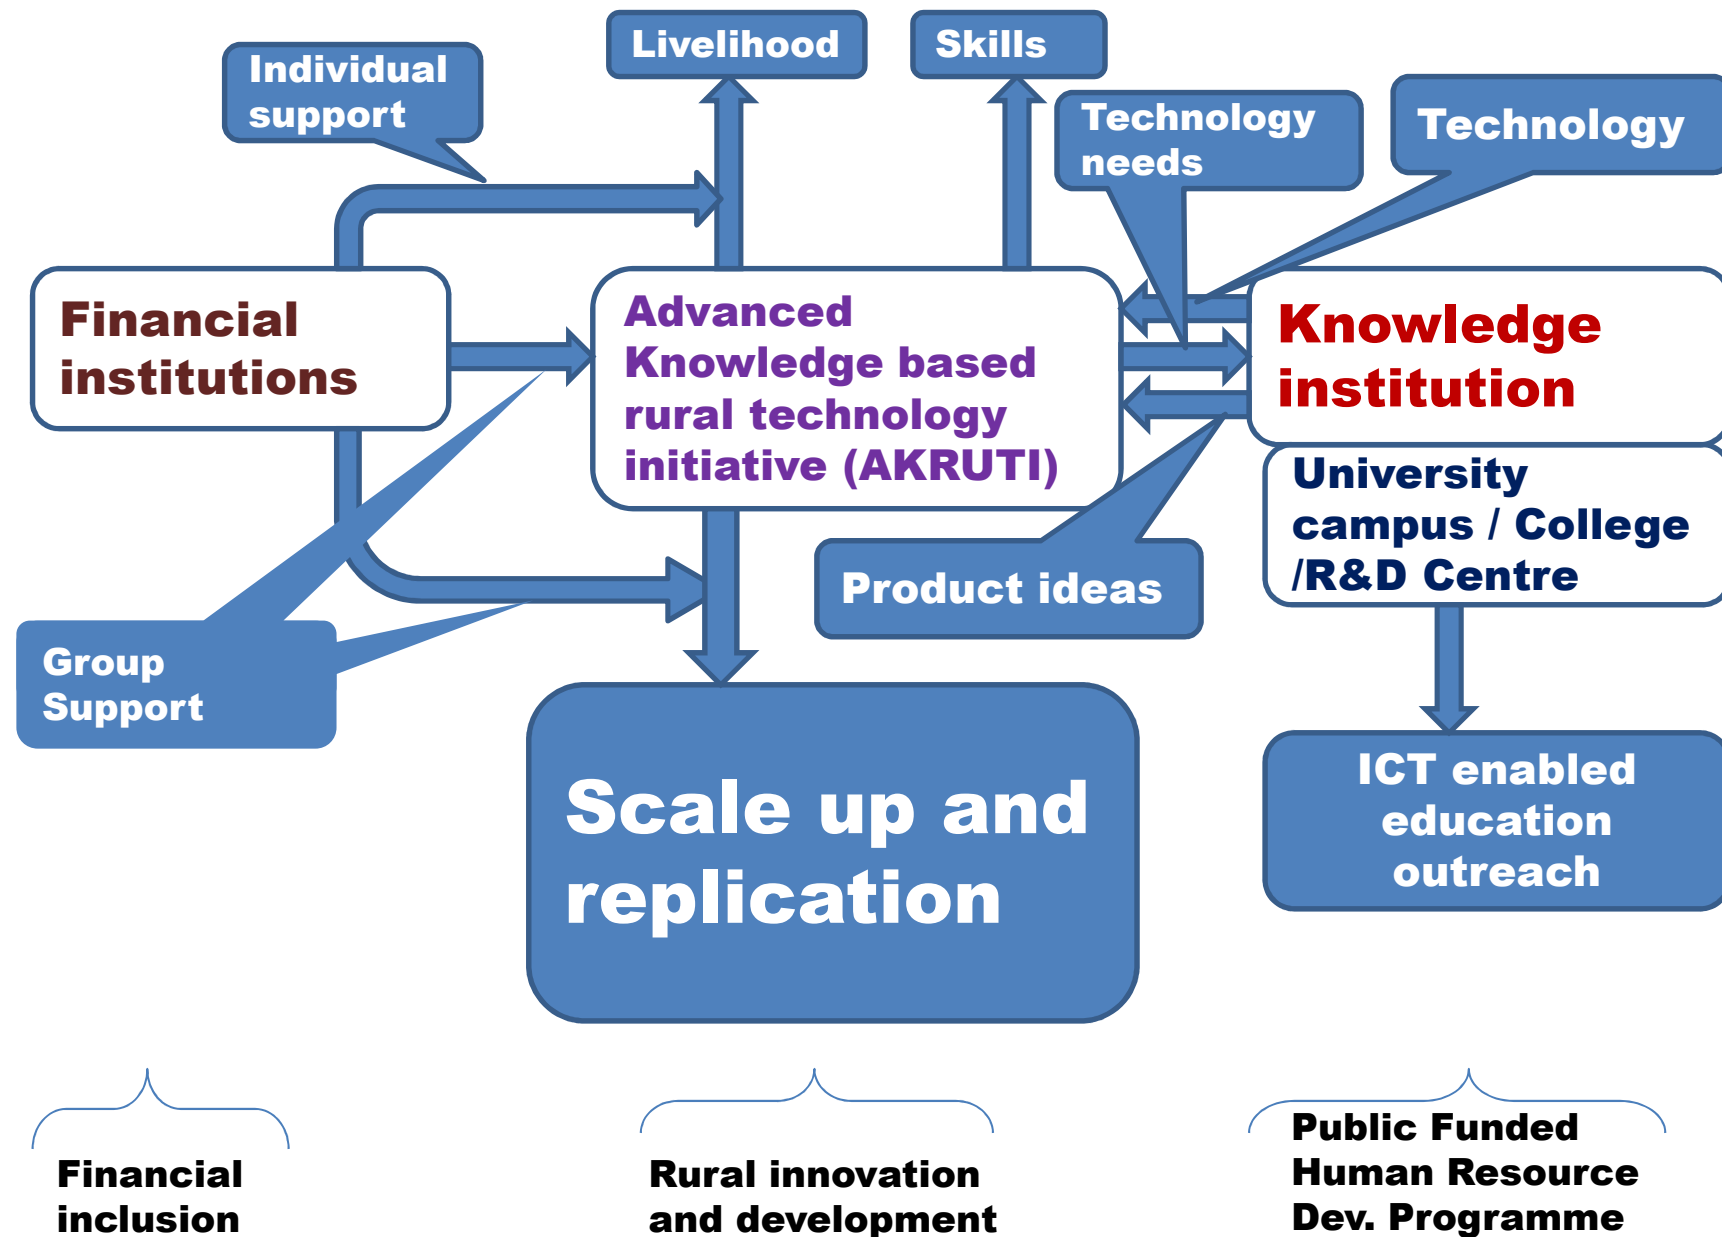 Livelihood
Skills
Individual
support
Technology
needs
Technology
Financial
institutions
Advanced
Knowledge based
rural technology
initiative (AKRUTI)
Knowledge
institution
University
campus / College
/R&D Centre
Product ideas
Group
Support
Scale up and
replication
ICT enabled
education
outreach
Financial
inclusion
Rural innovation
and development
Public Funded
Human Resource
Dev. Programme